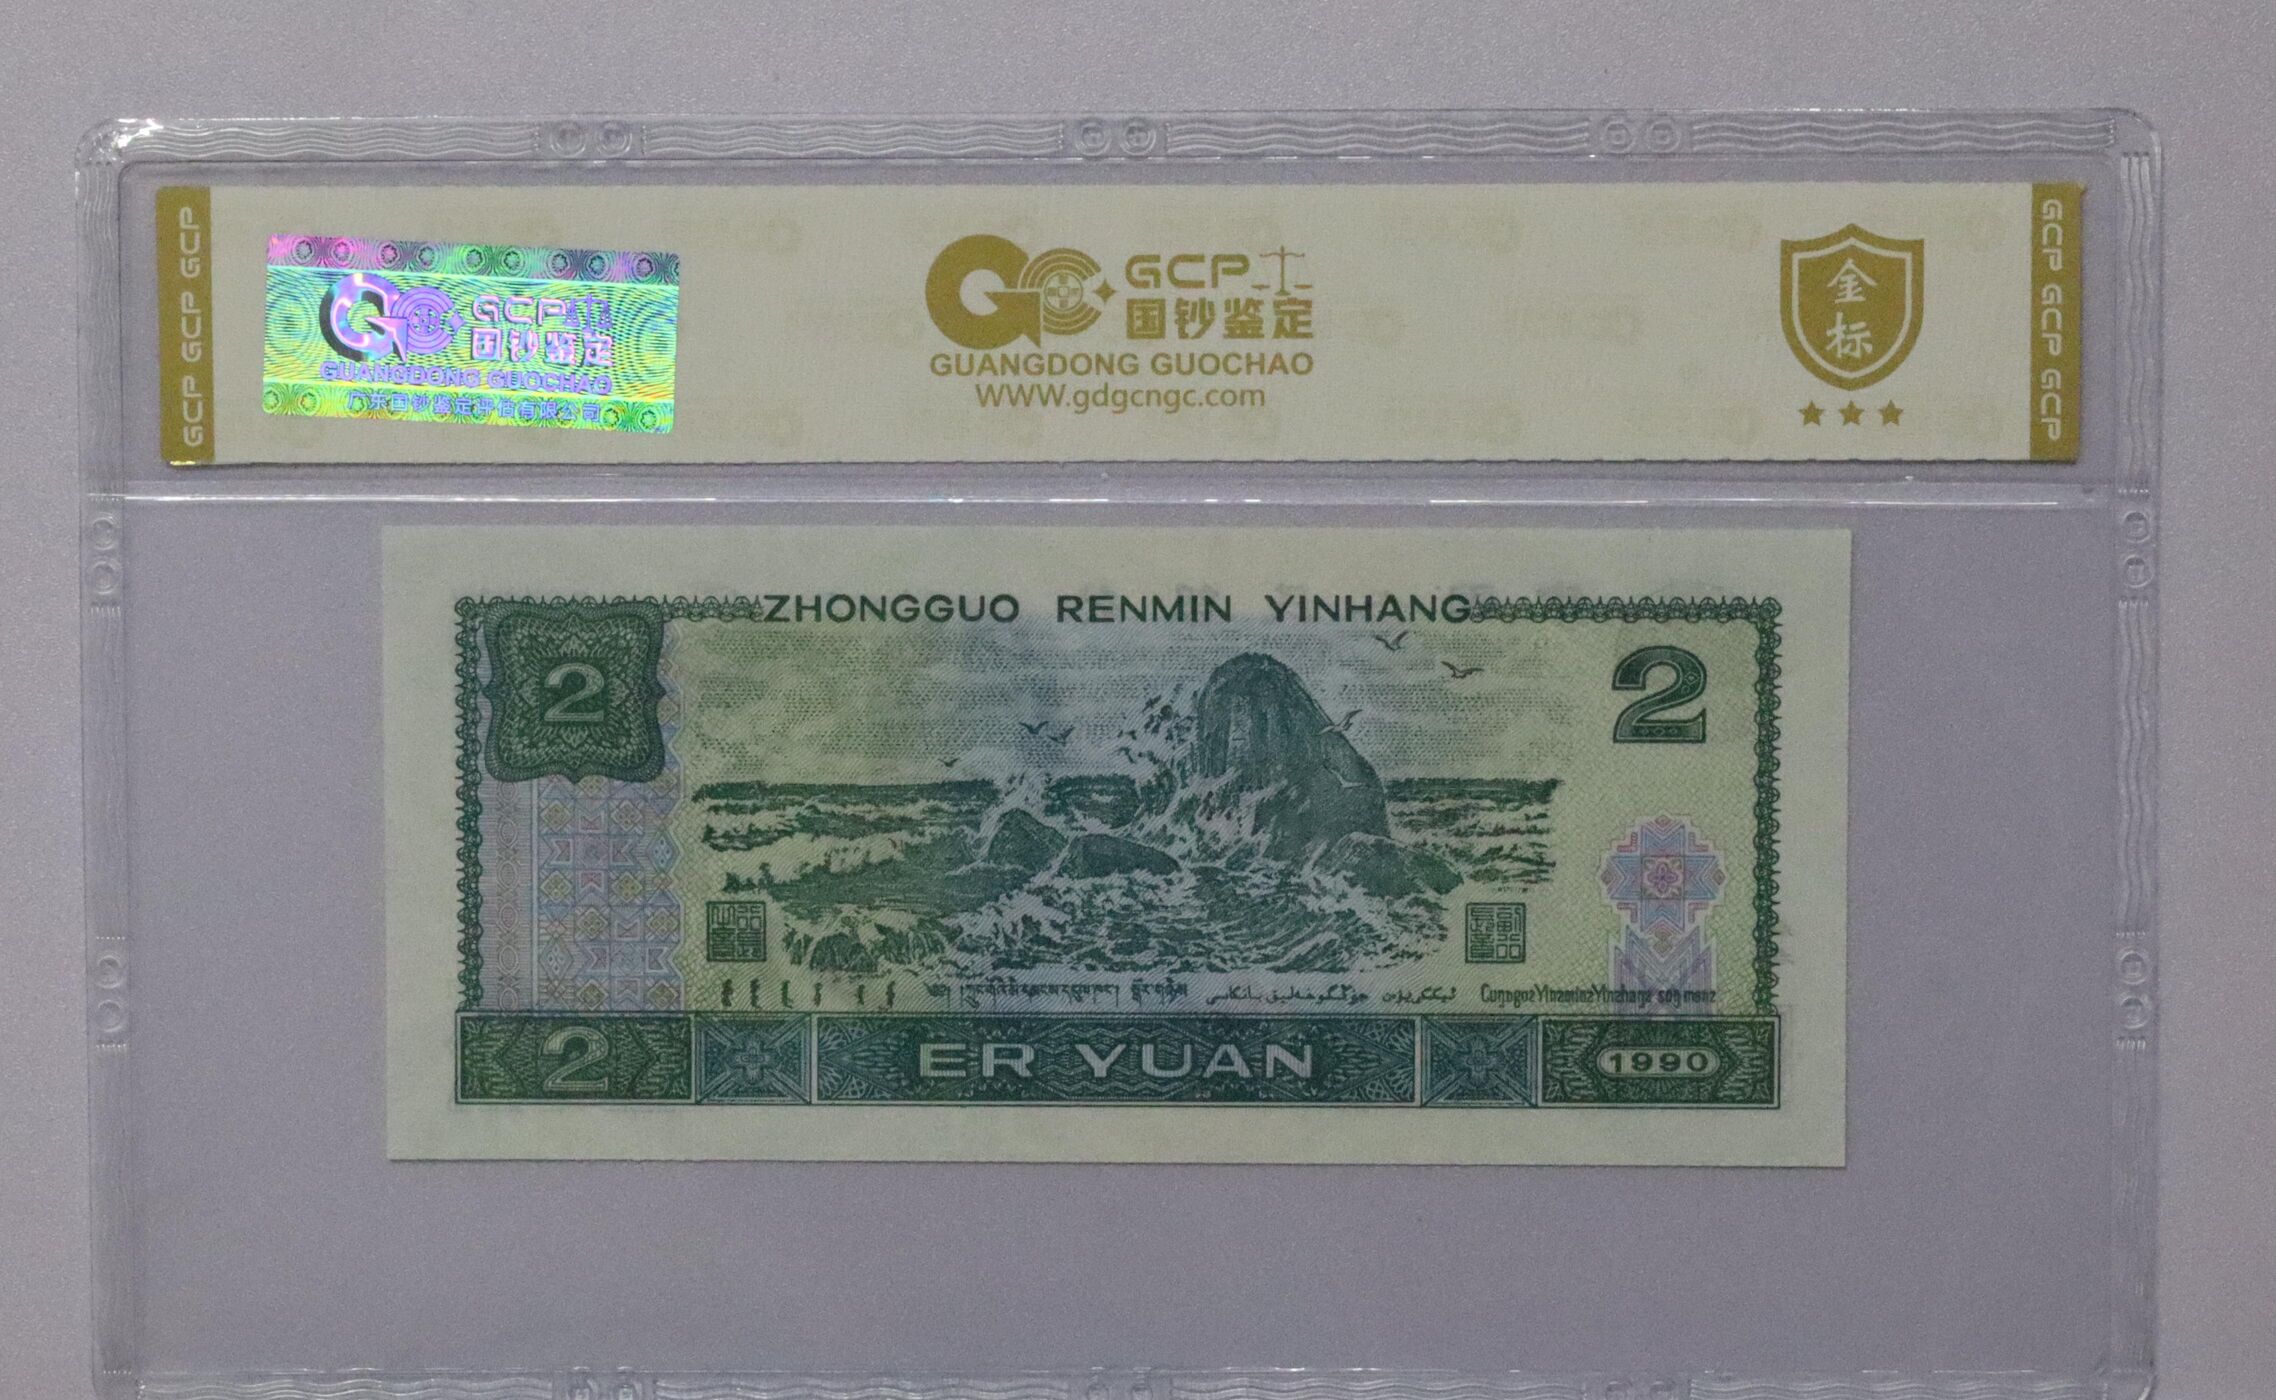 GCP GCP GCP
GCP
国钞鉴定
GUANGDONG GUOCHAO
广东国钞鉴定评估有限公司
GCP
国钞鉴定
GUANGDONG GUOCHAO
WWW.gdgcngc.com
金
标
GCP GCP GCP
ZHONGGUO RENMIN YINHANG
2
2
2
ER YUAN
1990